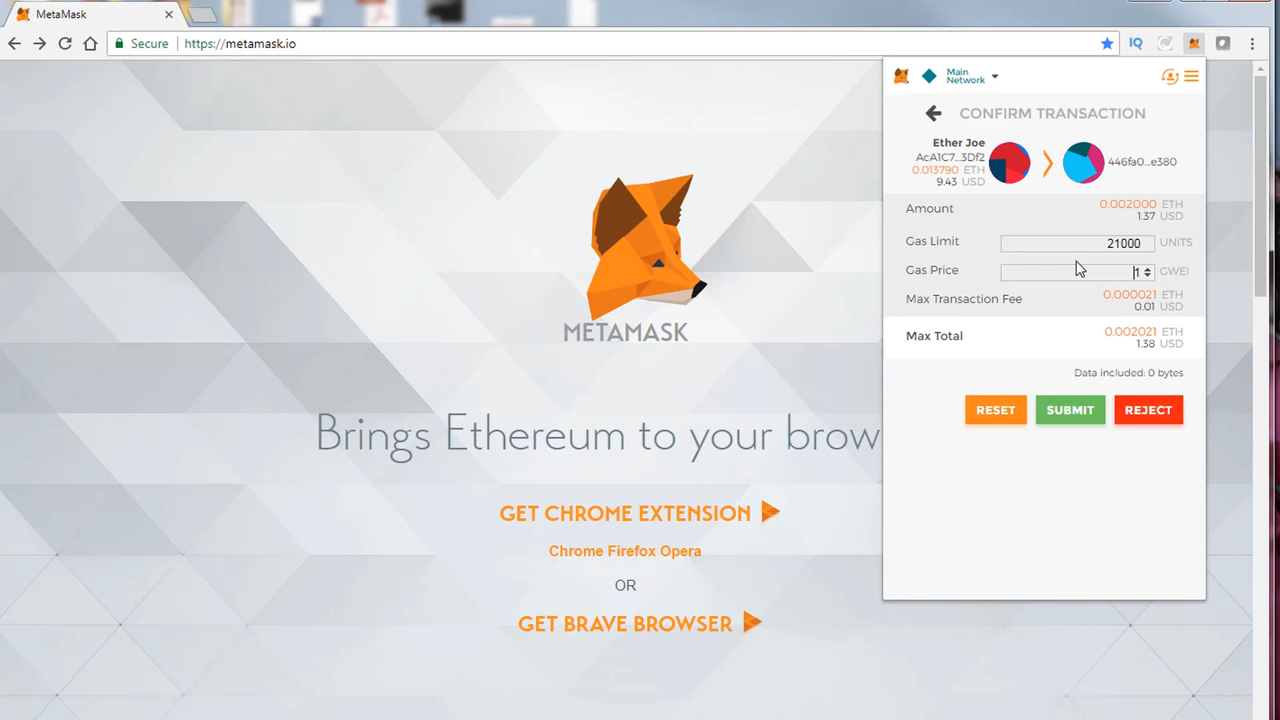 MetaMask
Secure
https://metamask.io
IQ
Main
Network
CONFIRM TRANSACTION
Ether Joe
AcA1C7...3Df2
0.013790 ETH
9.43 USD
446fa0...e380
Amount
0.002000 ETH
1.37 USD
Gas Limit
21000
UNITS
Gas Price
1
GWEI
Max Transaction Fee
0.000021 ETH
0.01 USD
Max Total
0.002021 ETH
1.38 USD
Data included: 0 bytes
RESET
SUBMIT
REJECT
METAMASK
Brings Ethereum to your brow
GET CHROME EXTENSION
Chrome Firefox Opera
OR
GET BRAVE BROWSER